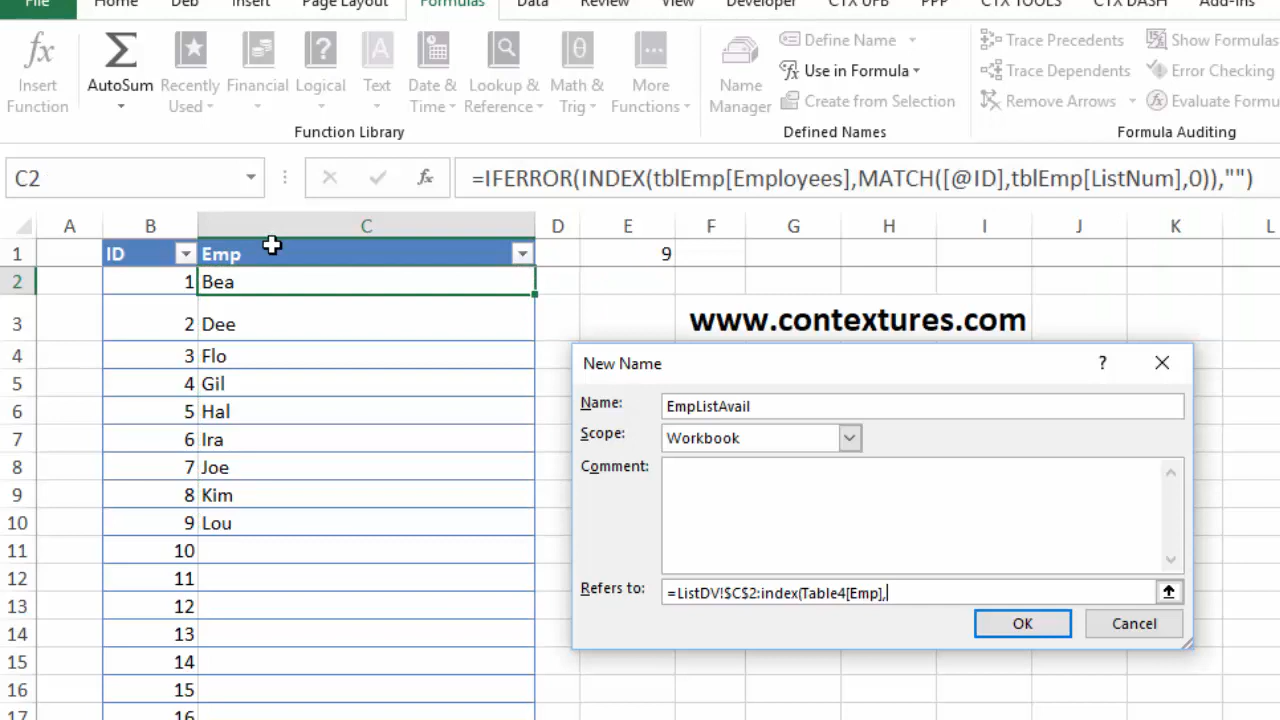 File Home Deb Insert Page Layout Formulas Data Review View Developer CTX UFB PPP CTX TOOLS CTX DASH Add-ins
fx Insert Function
Σ AutoSum
Recently Used
Financial
Logical
A Text
Date & Time
Lookup & Reference
Math & Trig
More Functions
Function Library
Name Manager
Define Name
Use in Formula
Create from Selection
Defined Names
Trace Precedents
Trace Dependents
Remove Arrows
Show Formulas
Error Checking
Formula Auditing
C2 fx =IFERROR(INDEX(tblEmp[Employees],MATCH([@ID],tblEmp[ListNum],0)),"")
A B C D E F G H I J K L
1 ID Emp 9
2 1 Bea
www.contextures.com
3 2 Dee
4 3 Flo
5 4 Gil
6 5 Hal
7 6 Ira
8 7 Joe
9 8 Kim
10 9 Lou
11 10
12 11
13 12
14 13
15 14
16 15
17 16
New Name ?
Name: EmpListAvail
Scope: Workbook
Comment:
Refers to: =ListDV!$C$2:index(Table4[Emp],
OK Cancel